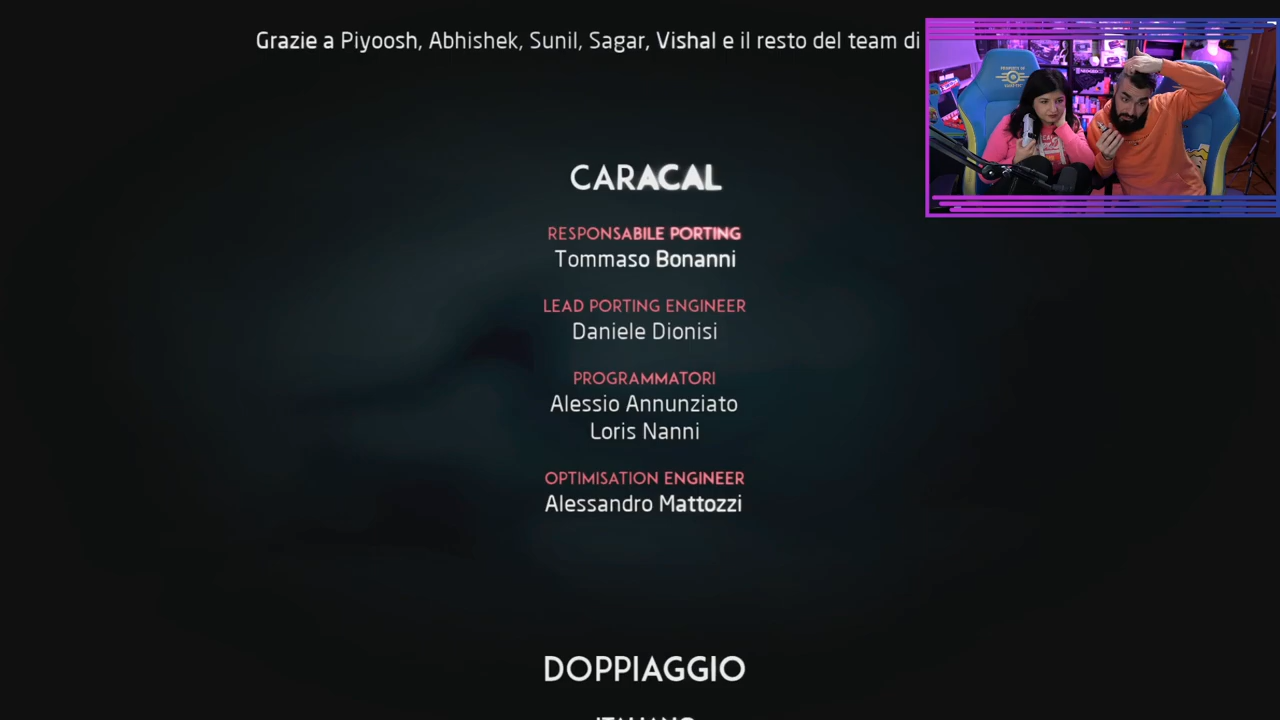 Grazie a Piyoosh, Abhishek, Sunil, Sagar, Vishal e il resto del team di
CARACAL
RESPONSABILE PORTING
Tommaso Bonanni
LEAD PORTING ENGINEER
Daniele Dionisi
PROGRAMMATORI
Alessio Annunziato
Loris Nanni
OPTIMISATION ENGINEER
Alessandro Mattozzi
DOPPIAGGIO
ITALIANO